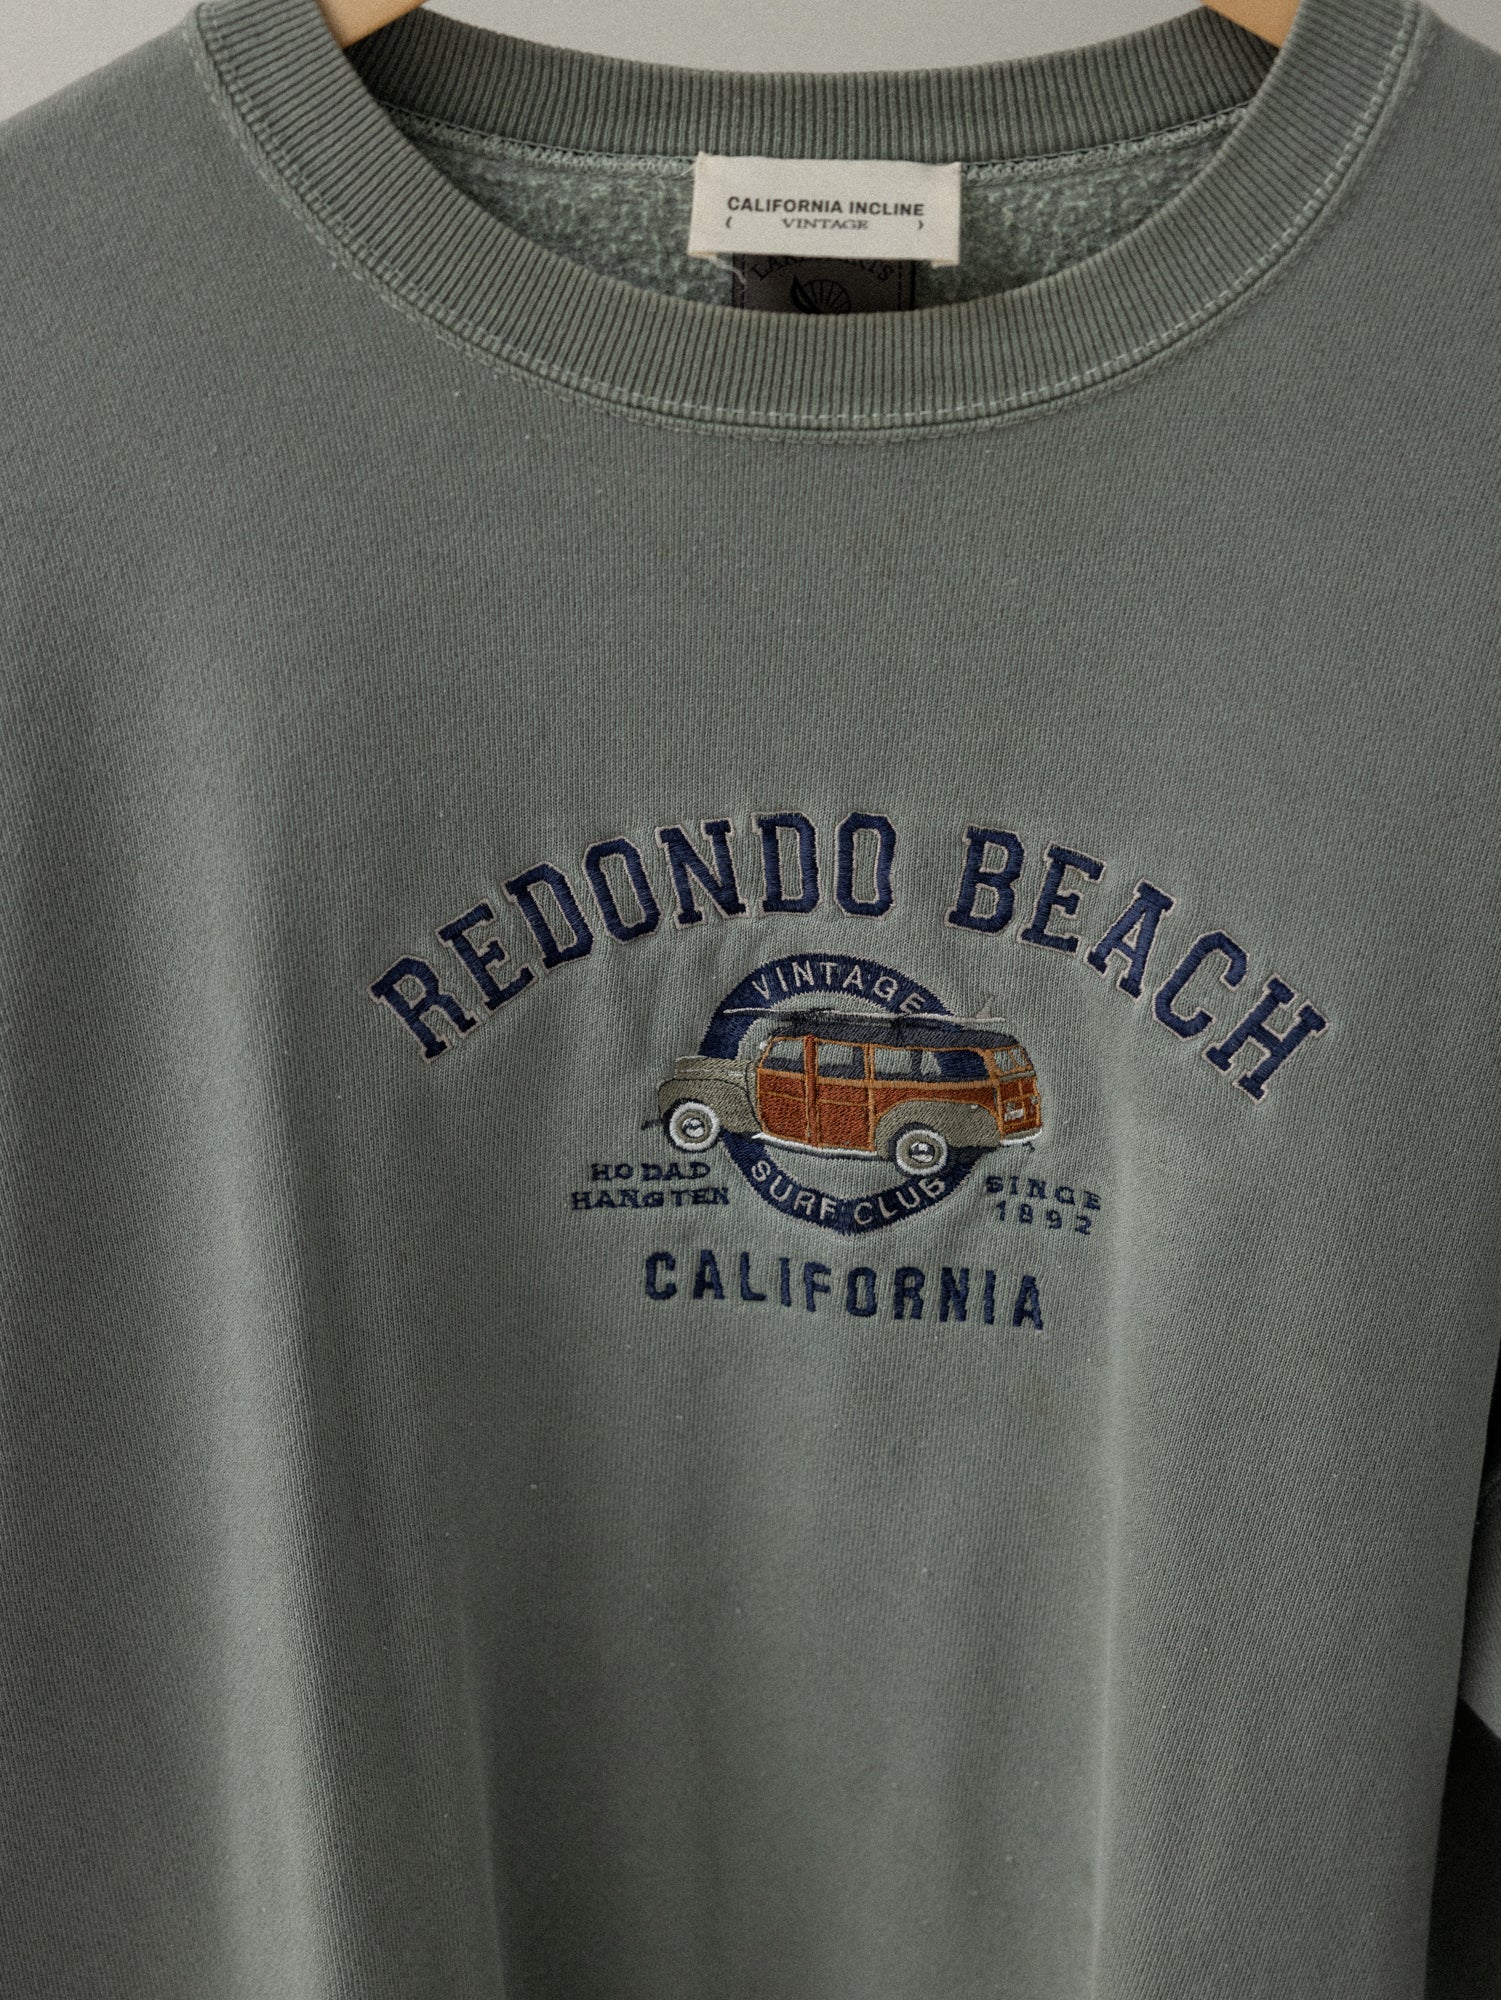 CALIFORNIA INCLINE
( VINTAGE )
REDONDO BEACH
VINTAGE
SURF CLUB
HO DAD
HANG TEN
SINCE
1892
CALIFORNIA